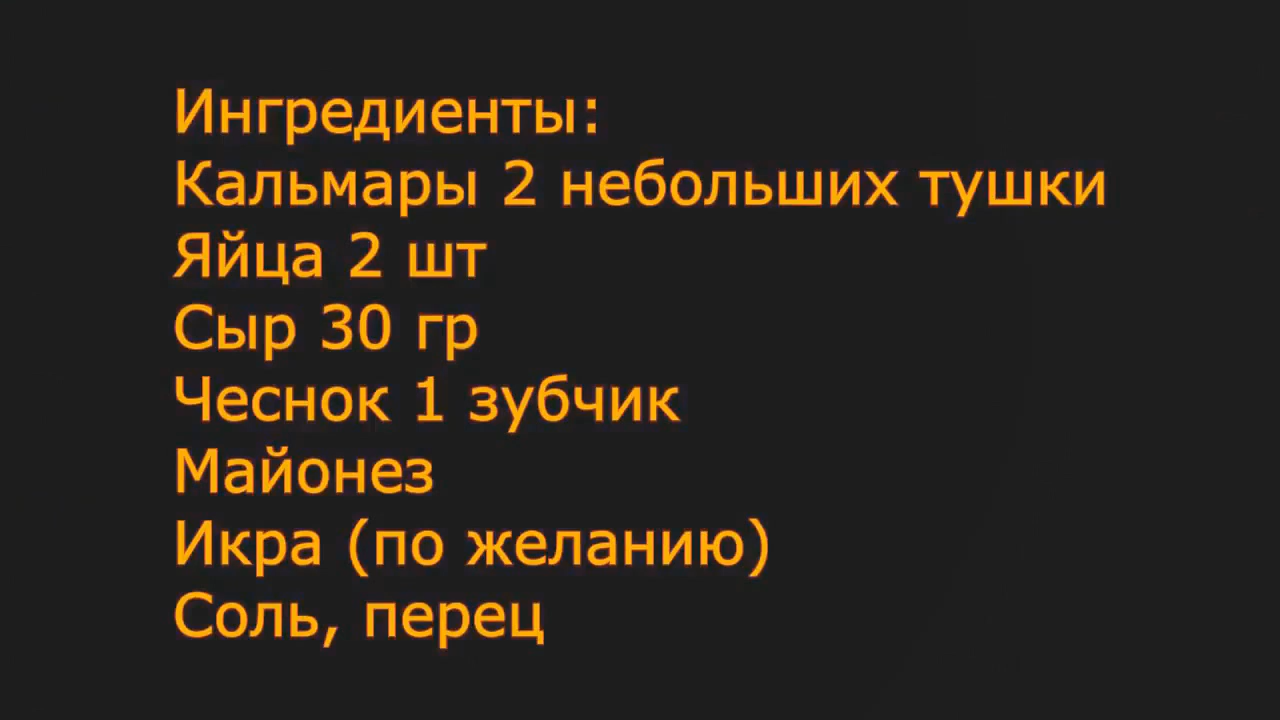 Ингредиенты:
Кальмары 2 небольших тушки
Яйца 2 шт
Сыр 30 гр
Чеснок 1 зубчик
Майонез
Икра (по желанию)
Соль, перец